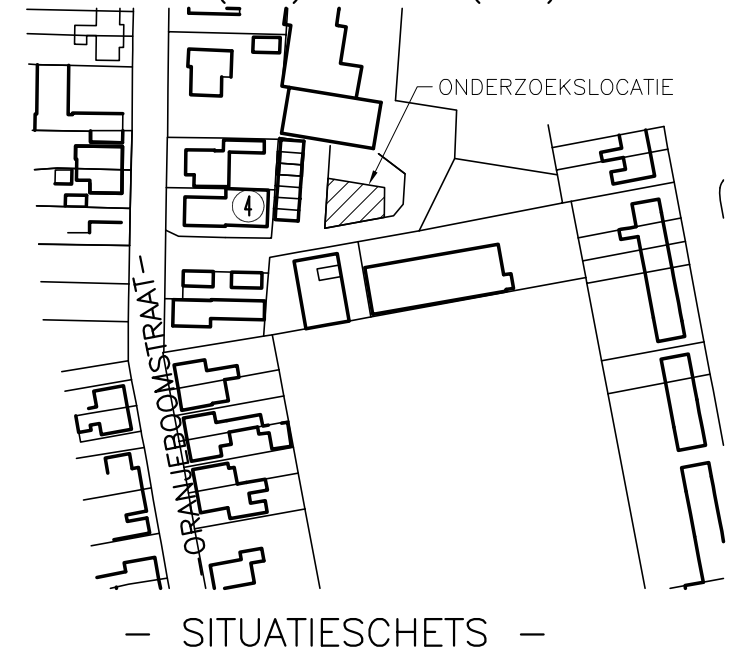 ONDERZOEKSLOCATIE
4
ORANJEBOOMSTRAAT
— SITUATIESCHETS —